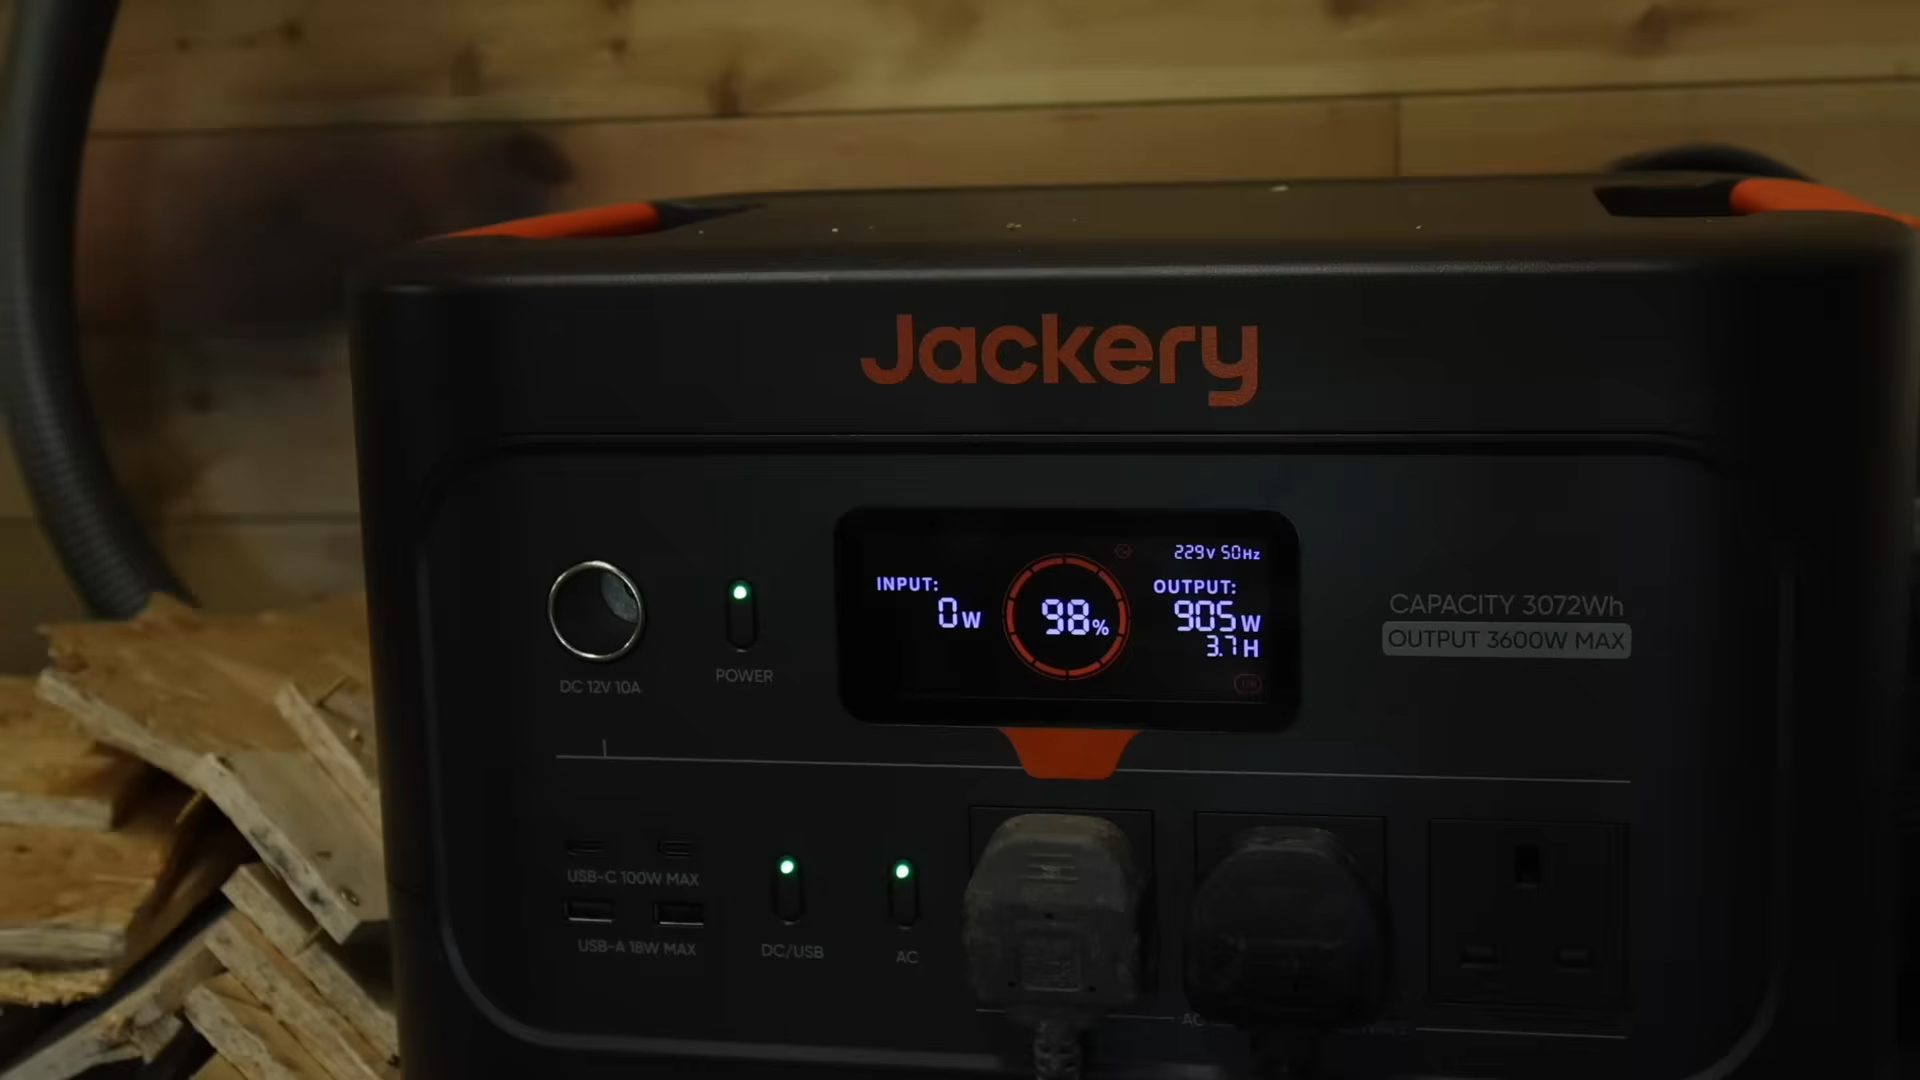 Jackery
229V 50Hz
INPUT:
0W
98%
OUTPUT:
905W
3.7H
CAPACITY 3072Wh
OUTPUT 3600W MAX
DC 12V 10A
POWER
USB-C 100W MAX
USB-A 18W MAX
DC/USB
AC
AC